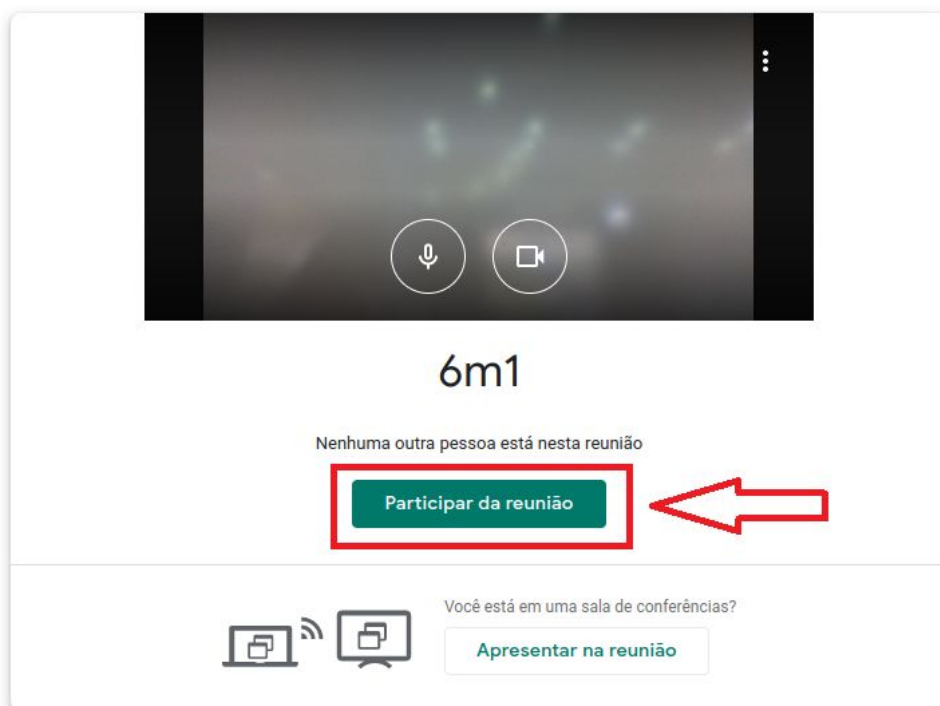 6m1
Nenhuma outra pessoa está nesta reunião
Participar da reunião
Você está em uma sala de conferências?
Apresentar na reunião